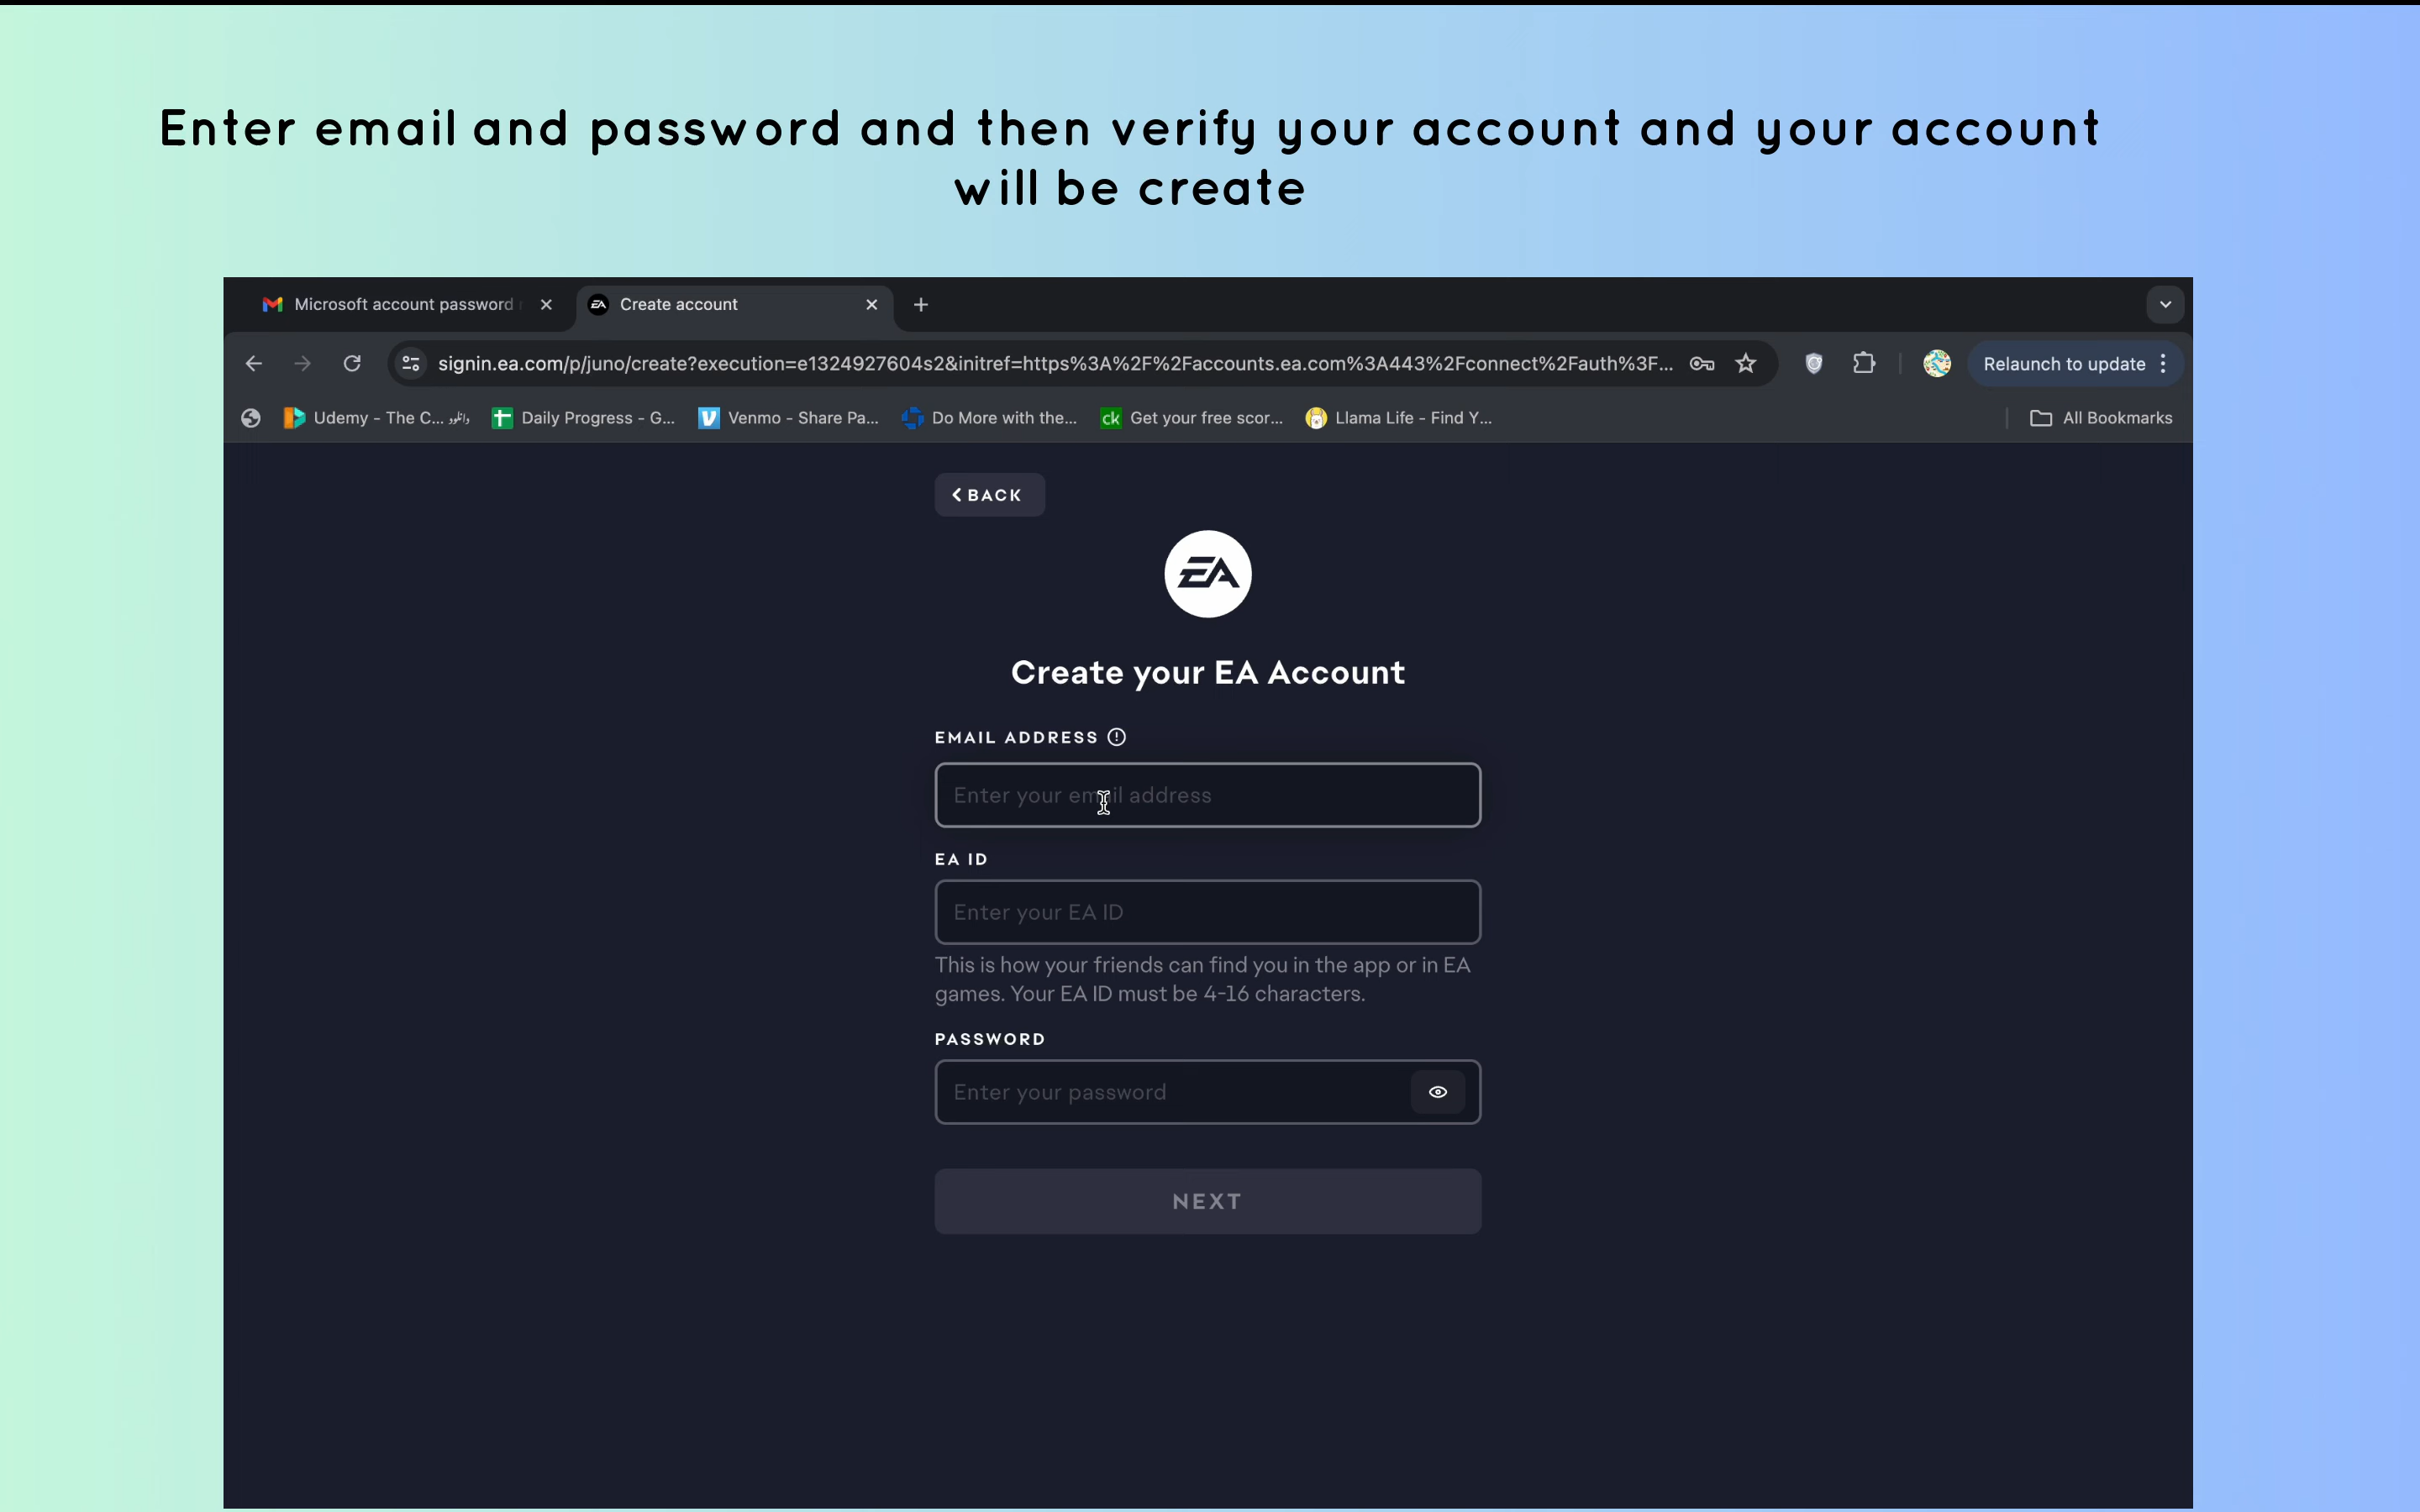 Enter email and password and then verify your account and your account
will be create
Microsoft account password
Create account
signin.ea.com/p/juno/create?execution=e1324927604s2&initref=https%3A%2F%2Faccounts.ea.com%3A443%2Fconnect%2Fauth%3F...
Relaunch to update
Udemy - The C...
Daily Progress - G...
Venmo - Share Pa...
Do More with the...
ck Get your free scor...
Llama Life - Find Y...
All Bookmarks
BACK
EA
Create your EA Account
EMAIL ADDRESS
Enter your email address
EA ID
Enter your EA ID
This is how your friends can find you in the app or in EA
games. Your EA ID must be 4-16 characters.
PASSWORD
Enter your password
NEXT